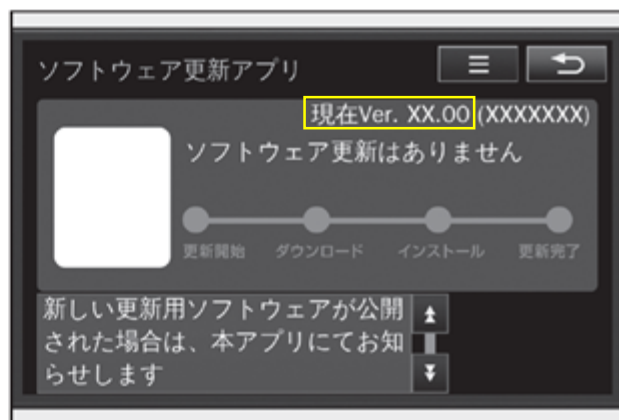 ソフトウェア更新アプリ
現在Ver. XX.00 (XXXXXXX)
ソフトウェア更新はありません
更新開始 ダウンロード インストール 更新完了
新しい更新用ソフトウェアが公開
された場合は、本アプリにてお知
らせします